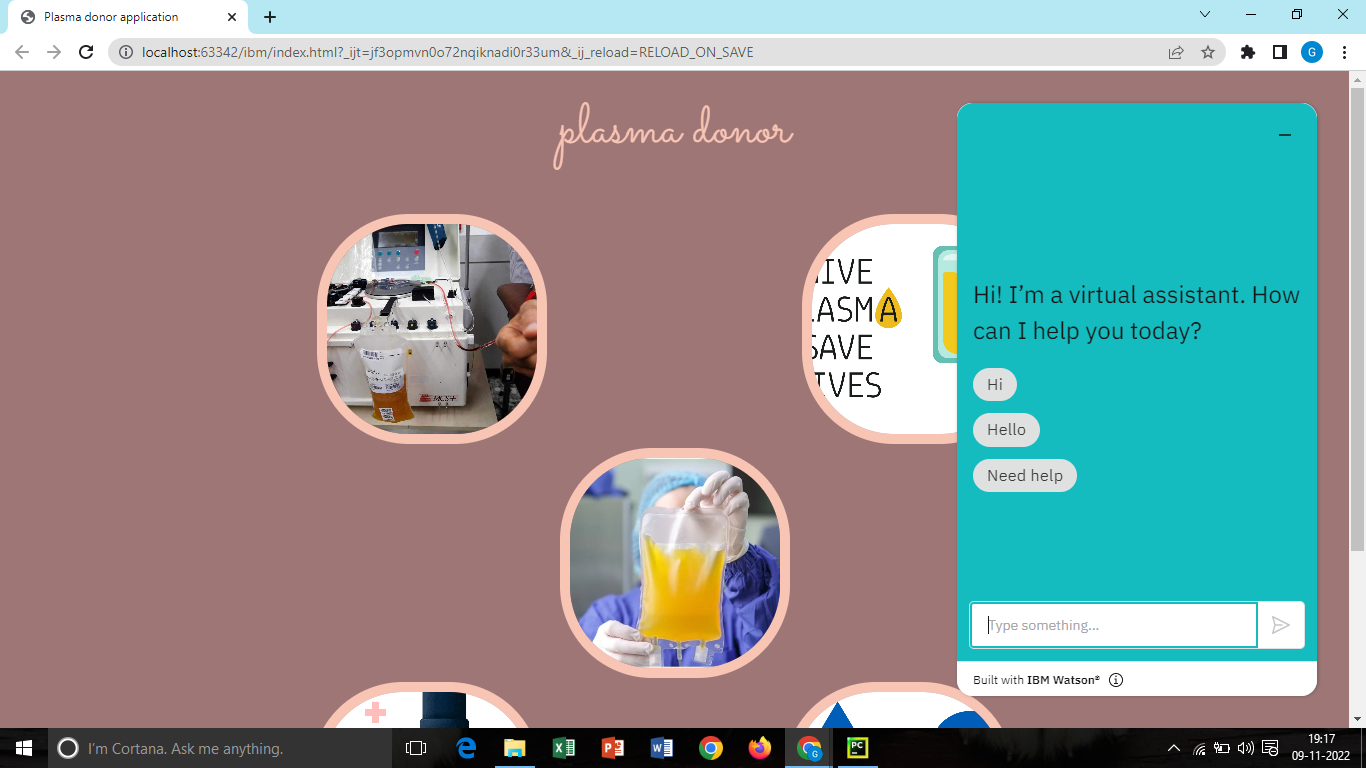 Plasma donor application
localhost:63342/ibm/index.html?_ijt=jf3opmvn0o72nqiknadi0r33um&_ij_reload=RELOAD_ON_SAVE
G
plasma donor
IVE
LASMA
SAVE
IVES
Hi! I'm a virtual assistant. How
can I help you today?
Hi
Hello
Need help
Type something...
Built with IBM Watson®
I'm Cortana. Ask me anything.
G
PC
19:17
09-11-2022